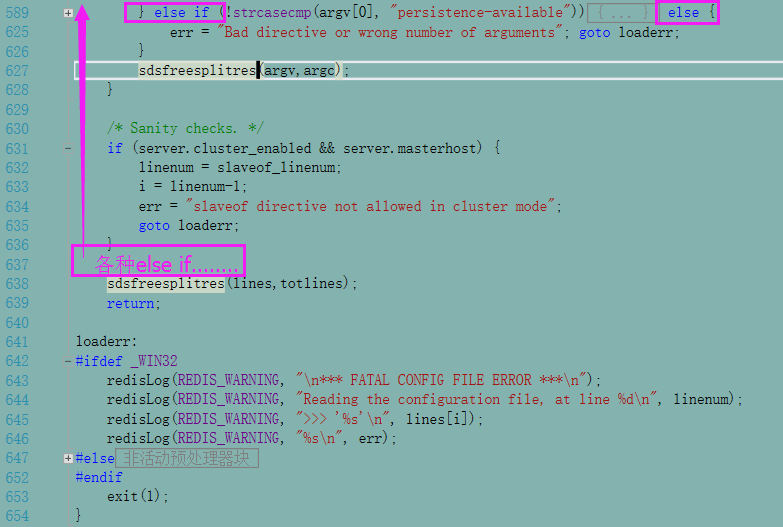 589 } else if (!strcasecmp(argv[0], "persistence-available")) { ... } else {
625 err = "Bad directive or wrong number of arguments"; goto loaderr;
626 }
627 sdsfreesplitres(argv,argc);
628 }
629
630 /* Sanity checks. */
631 if (server.cluster_enabled && server.masterhost) {
632 linenum = slaveof_linenum;
633 i = linenum-1;
634 err = "slaveof directive not allowed in cluster mode";
635 goto loaderr;
636 }
637 各种else if........
638 sdsfreesplitres(lines,totlines);
639 return;
640
641 loaderr:
642 #ifdef _WIN32
643 redisLog(REDIS_WARNING, "\n*** FATAL CONFIG FILE ERROR ***\n");
644 redisLog(REDIS_WARNING, "Reading the configuration file, at line %d\n", linenum);
645 redisLog(REDIS_WARNING, ">>> '%s'\n", lines[i]);
646 redisLog(REDIS_WARNING, "%s\n", err);
647 #else 非活动预处理器块
652 #endif
653 exit(1);
654 }